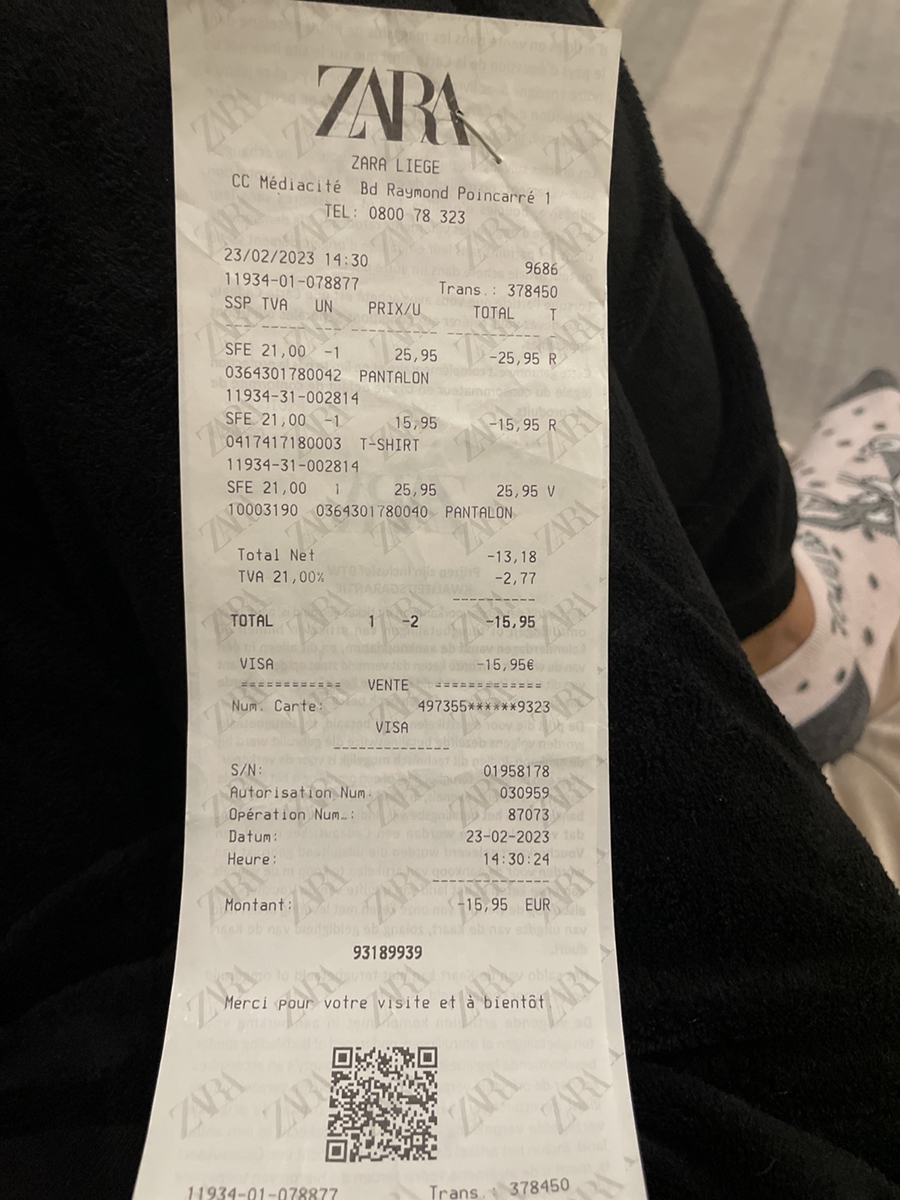 ZARA
ZARA LIEGE
CC Médiacité Bd Raymond Poincarré 1
TEL: 0800 78 323
23/02/2023 14:30 9686
11934-01-078877 Trans.: 378450
SSP TVA UN PRIX/U TOTAL T
SFE 21,00 -1 25,95 -25,95 R
0364301780042 PANTALON
11934-31-002814
SFE 21,00 -1 15,95 -15,95 R
0417417180003 T-SHIRT
11934-31-002814
SFE 21,00 1 25,95 25,95 V
10003190 0364301780040 PANTALON
Total Net -13,18
TVA 21,00% -2,77
TOTAL 1 -2 -15,95
VISA -15,95€
============ VENTE =============
Num. Carte: 497355******9323
VISA
S/N: 01958178
Autorisation Num. 030959
Opération Num.: 87073
Datum: 23-02-2023
Heure: 14:30:24
Montant: -15,95 EUR
93189939
Merci pour votre visite et à bientôt
11934-01-078877 Trans.: 378450